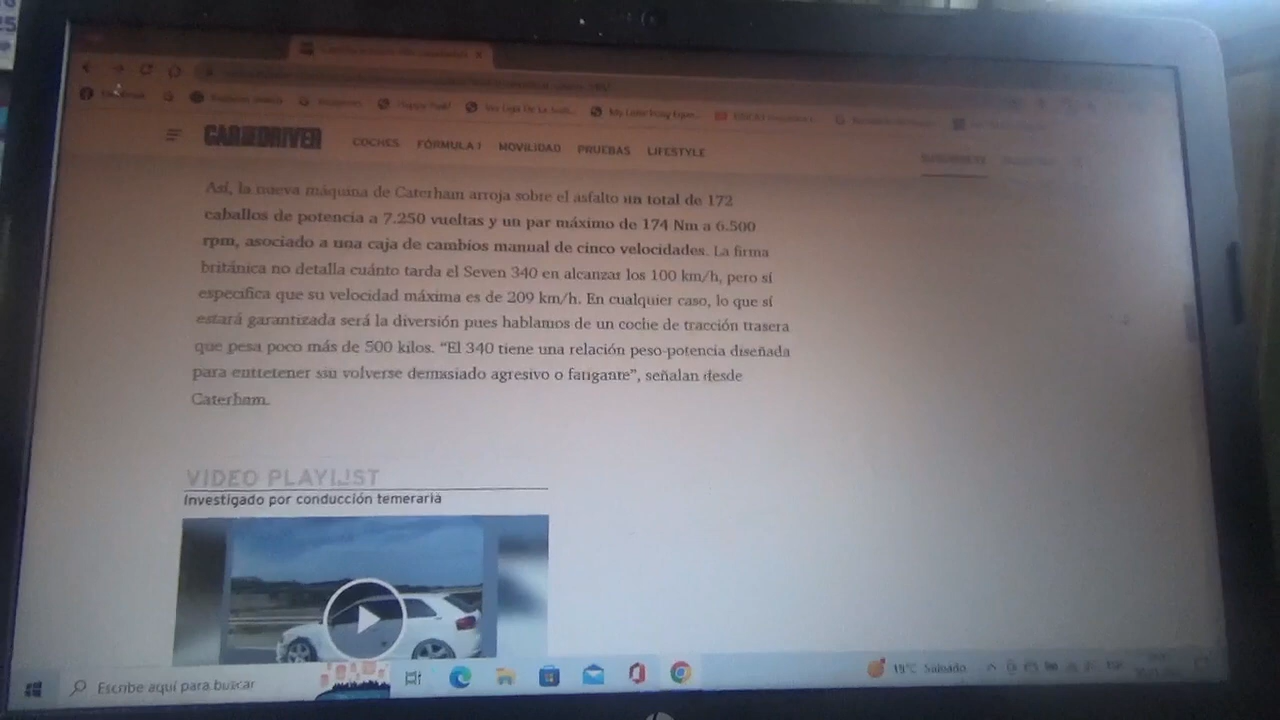 CAR AND DRIVER
COCHES FÓRMULA 1 MOVILIDAD PRUEBAS LIFESTYLE
Así, la nueva máquina de Caterham arroja sobre el asfalto un total de 172
caballos de potencia a 7.250 vueltas y un par máximo de 174 Nm a 6.500
rpm, asociado a una caja de cambios manual de cinco velocidades. La firma
británica no detalla cuánto tarda el Seven 340 en alcanzar los 100 km/h, pero sí
especifica que su velocidad máxima es de 209 km/h. En cualquier caso, lo que sí
estará garantizada será la diversión pues hablamos de un coche de tracción trasera
que pesa poco más de 500 kilos. “El 340 tiene una relación peso-potencia diseñada
para entretener sin volverse demasiado agresivo o fatigante”, señalan desde
Caterham.
VIDEO PLAYLIST
Investigado por conducción temeraria
Escribe aquí para buscar
19°C Soleado